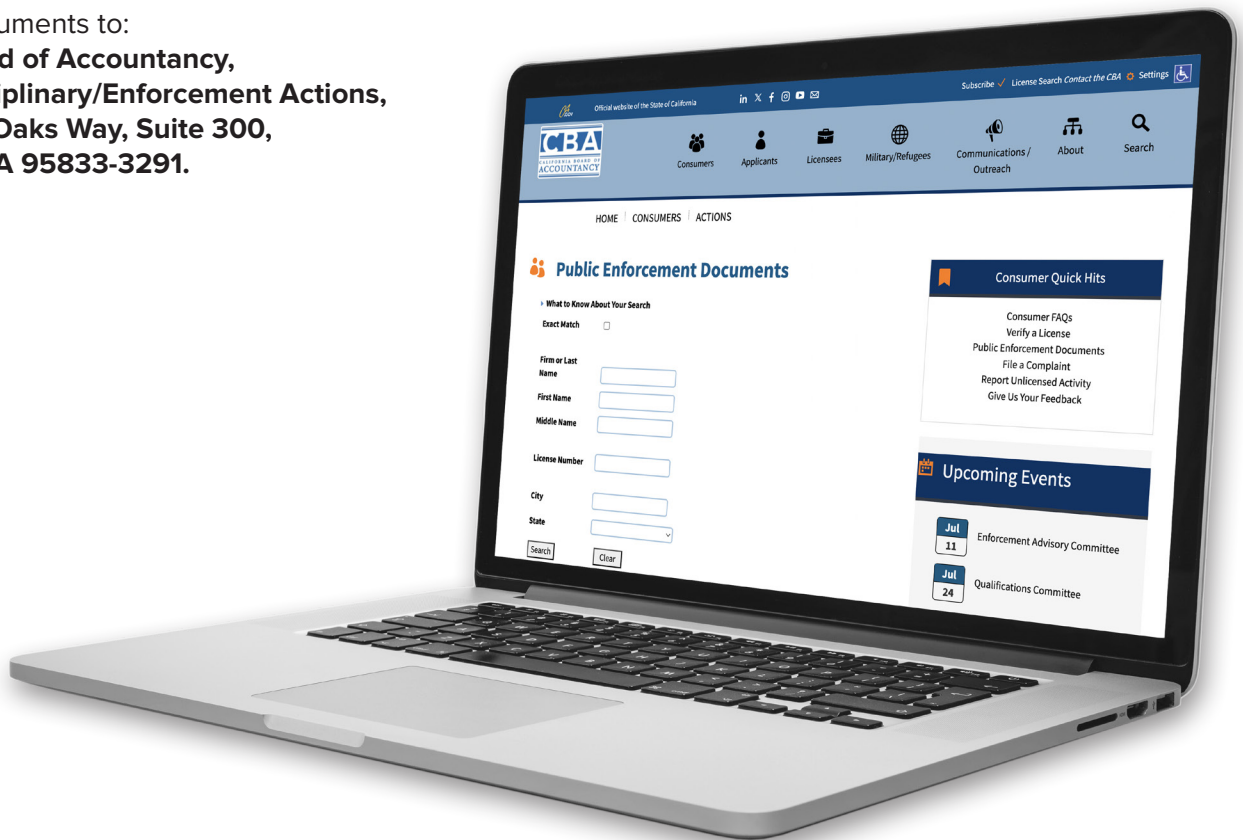 uments to:
d of Accountancy,
iplinary/Enforcement Actions,
Oaks Way, Suite 300,
A 95833-3291.
Official website of the State of California
Subscribe License Search Contact the CBA Settings
CBA
CALIFORNIA BOARD OF
ACCOUNTANCY
Consumers Applicants Licensees Military/Refugees Communications / About Search
Outreach
HOME CONSUMERS ACTIONS
Public Enforcement Documents
What to Know About Your Search
Exact Match
Firm or Last
Name
First Name
Middle Name
License Number
City
State
Search Clear
Consumer Quick Hits
Consumer FAQs
Verify a License
Public Enforcement Documents
File a Complaint
Report Unlicensed Activity
Give Us Your Feedback
Upcoming Events
Jul
11
Enforcement Advisory Committee
Jul
24
Qualifications Committee